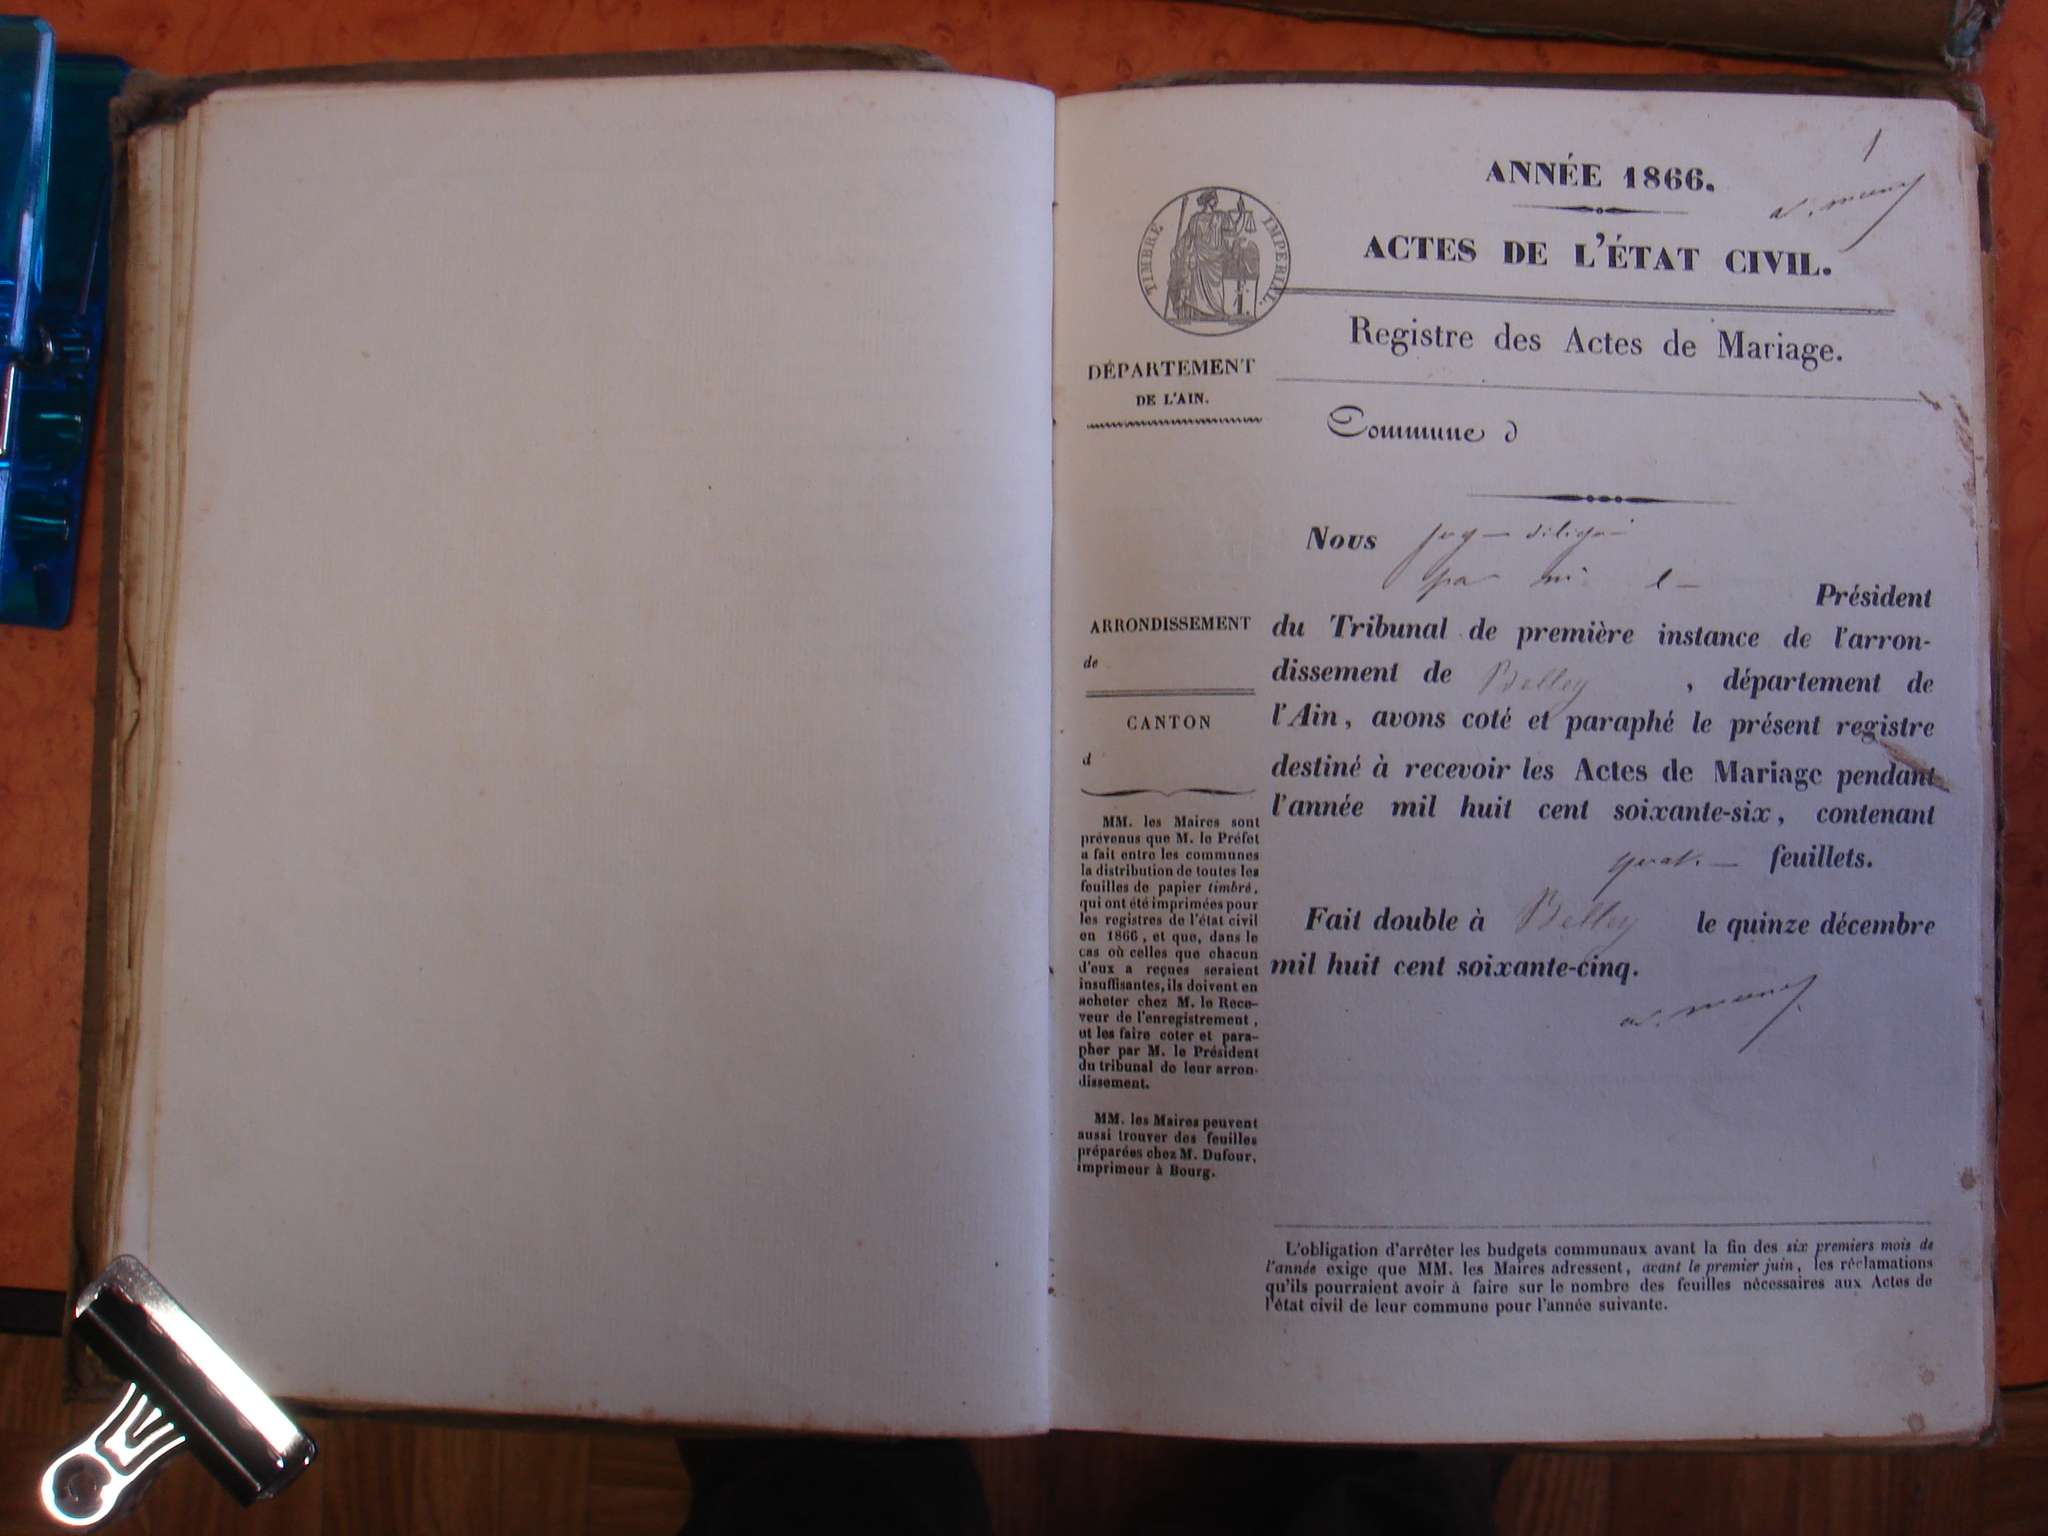 1
ANNÉE 1866.
ACTES DE L'ÉTAT CIVIL.
TIMBRE IMPERIAL.
1.
Registre des Actes de Mariage.
DÉPARTEMENT
DE L'AIN.
Commune d
ARRONDISSEMENT
de
CANTON
d
MM. les Maires sont
prévenus que M. le Préfet
a fait entre les communes
la distribution de toutes les
feuilles de papier timbré,
qui ont été imprimées pour
les registres de l'état civil
en 1866, et que, dans le
cas où celles que chacun
d'eux a reçues seraient
insuffisantes, ils doivent en
acheter chez M. le Rece-
veur de l'enregistrement,
et les faire coter et para-
pher par M. le Président
du tribunal de leur arron-
dissement.
MM. les Maires peuvent
aussi trouver des feuilles
préparées chez M. Dufour,
imprimeur à Bourg.
Nous
Président
du Tribunal de première instance de l'arron-
dissement de Belley, département de
l'Ain, avons coté et paraphé le présent registre
destiné à recevoir les Actes de Mariage pendant
l'année mil huit cent soixante-six, contenant
feuillets.
Fait double à Belley le quinze décembre
mil huit cent soixante-cinq.
L'obligation d'arrêter les budgets communaux avant la fin des six premiers mois de
l'année exige que MM. les Maires adressent, avant le premier juin, les réclamations
qu'ils pourraient avoir à faire sur le nombre des feuilles nécessaires aux Actes de
l'état civil de leur commune pour l'année suivante.